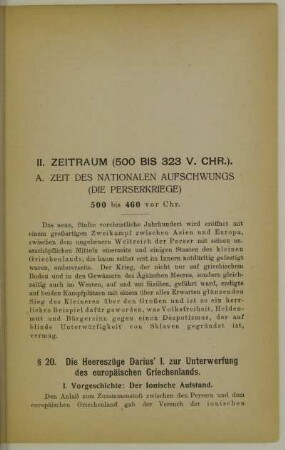 II. ZEITRAUM (500 BIS 323 V. CHR.).
A. ZEIT DES NATIONALEN AUFSCHWUNGS
(DIE PERSERKRIEGE)
500 bis 460 vor Chr.
Das neue, fünfte vorchristliche Jahrhundert wird eröffnet mit
einem großartigen Zweikampf zwischen Asien und Europa,
zwischen dem ungeheuren Weltreich der Perser mit seinen un-
erschöpflichen Mitteln einerseits und einigen Staaten des kleinen
Griechenlands, die kaum selbst erst im Innern notdürftig gefestigt
waren, anderseits. Der Krieg, der nicht nur auf griechischem
Boden und in den Gewässern des Ägäischen Meeres, sondern gleich-
zeitig auch im Westen, auf und um Sizilien, geführt ward, endigte
auf beiden Kampfplätzen mit einem über alles Erwarten glänzenden
Sieg des Kleineren über den Großen und ist so ein herr-
liches Beispiel dafür geworden, was Volksfreiheit, Helden-
mut und Bürgersinn gegen einen Despotismus, der auf
blinde Unterwürfigkeit von Sklaven gegründet ist,
vermag.
§ 20. Die Heereszüge Darius' I. zur Unterwerfung
des europäischen Griechenlands.
1. Vorgeschichte: Der Ionische Aufstand.
Den Anlaß zum Zusammenstoß zwischen den Persern und dem
europäischen Griechenland gab der Versuch der ionischen